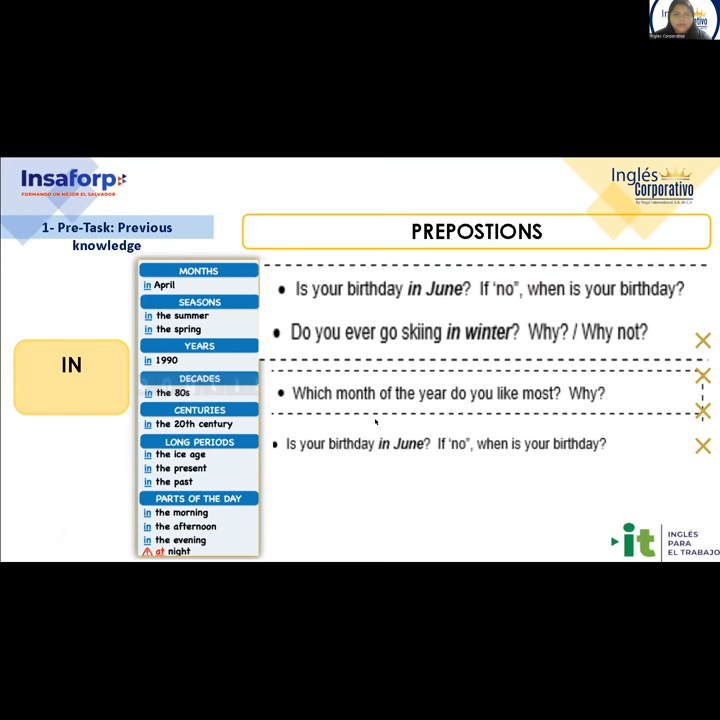 Inglés Corporativo
Insaforp
FORMANDO UN MEJOR EL SALVADOR
Inglés
Corporativo
1- Pre-Task: Previous
knowledge
PREPOSTIONS
IN
MONTHS
in April
SEASONS
in the summer
in the spring
YEARS
in 1990
DECADES
in the 80s
CENTURIES
in the 20th century
LONG PERIODS
in the ice age
in the present
in the past
PARTS OF THE DAY
in the morning
in the afternoon
in the evening
at night
• Is your birthday in June? If ‘no”, when is your birthday?
• Do you ever go skiing in winter? Why? / Why not?
• Which month of the year do you like most? Why?
• Is your birthday in June? If ‘no”, when is your birthday?
it
INGLÉS
PARA
EL TRABAJO